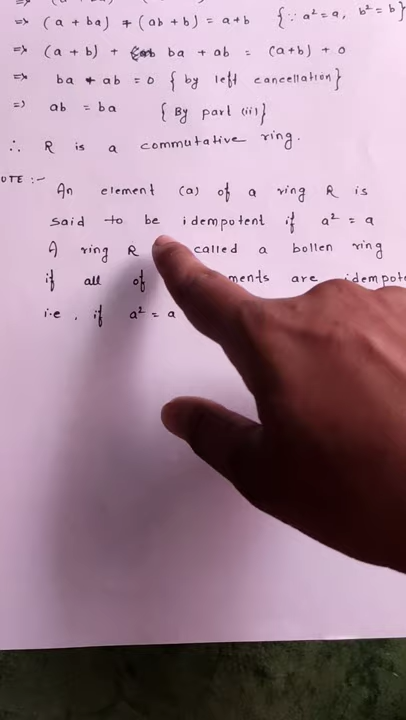 => (a + ba) + (ab + b) = a+b {∵ a² = a, b² = b}
=> (a + b) + ba + ab = (a+b) + 0
=> ba + ab = 0 { by left cancellation}
=> ab = ba { By part (ii)}
∴ R is a commutative ring.
OTE :-
An element (a) of a ring R is
said to be idempotent if a² = a
A ring R called a bollen ring
if all of ments are idempot
i.e , if a² = a